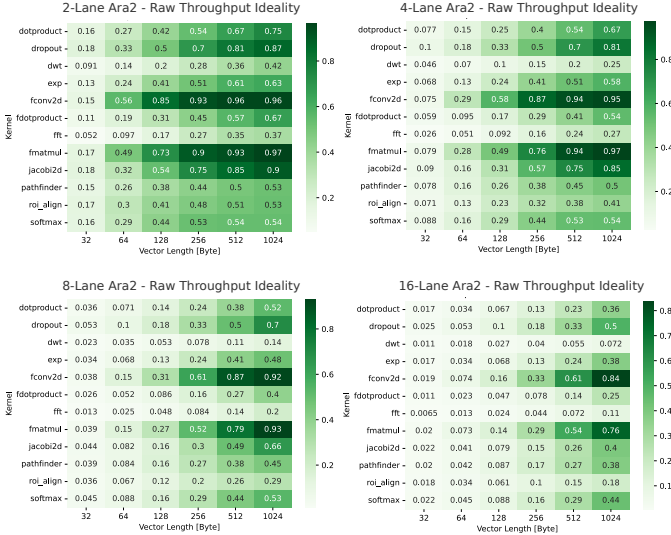 2-Lane Ara2 - Raw Throughput Ideality
dotproduct 0.16 0.27 0.42 0.54 0.67 0.75
dropout 0.18 0.33 0.5 0.7 0.81 0.87
dwt 0.091 0.14 0.2 0.28 0.36 0.42
exp 0.13 0.24 0.41 0.51 0.61 0.63
fconv2d 0.15 0.56 0.85 0.93 0.96 0.96
fdotproduct 0.11 0.19 0.31 0.45 0.57 0.67
fft 0.052 0.097 0.17 0.27 0.35 0.37
fmatmul 0.17 0.49 0.73 0.9 0.93 0.97
jacobi2d 0.18 0.32 0.54 0.75 0.85 0.9
pathfinder 0.15 0.26 0.38 0.44 0.5 0.53
roi_align 0.17 0.3 0.41 0.48 0.51 0.53
softmax 0.16 0.29 0.44 0.53 0.54 0.54
32 64 128 256 512 1024
Vector Length [Byte]
Kernel
0.8
0.6
0.4
0.2
4-Lane Ara2 - Raw Throughput Ideality
dotproduct 0.077 0.15 0.25 0.4 0.54 0.67
dropout 0.1 0.18 0.33 0.5 0.7 0.81
dwt 0.046 0.07 0.1 0.15 0.2 0.25
exp 0.068 0.13 0.24 0.41 0.51 0.58
fconv2d 0.075 0.29 0.58 0.87 0.94 0.95
fdotproduct 0.059 0.095 0.17 0.29 0.41 0.54
fft 0.026 0.051 0.092 0.16 0.24 0.27
fmatmul 0.079 0.28 0.49 0.76 0.94 0.97
jacobi2d 0.09 0.16 0.31 0.57 0.75 0.85
pathfinder 0.078 0.16 0.26 0.38 0.45 0.5
roi_align 0.071 0.13 0.23 0.32 0.38 0.41
softmax 0.088 0.16 0.29 0.44 0.53 0.54
32 64 128 256 512 1024
Vector Length [Byte]
Kernel
0.8
0.6
0.4
0.2
8-Lane Ara2 - Raw Throughput Ideality
dotproduct 0.036 0.071 0.14 0.24 0.38 0.52
dropout 0.053 0.1 0.18 0.33 0.5 0.7
dwt 0.023 0.035 0.053 0.078 0.11 0.14
exp 0.034 0.068 0.13 0.24 0.41 0.48
fconv2d 0.038 0.15 0.31 0.61 0.87 0.92
fdotproduct 0.026 0.052 0.086 0.16 0.27 0.4
fft 0.013 0.025 0.048 0.084 0.14 0.2
fmatmul 0.039 0.15 0.27 0.52 0.79 0.93
jacobi2d 0.044 0.082 0.16 0.3 0.49 0.66
pathfinder 0.039 0.084 0.16 0.27 0.38 0.45
roi_align 0.036 0.067 0.12 0.2 0.26 0.29
softmax 0.045 0.088 0.16 0.29 0.44 0.53
32 64 128 256 512 1024
Vector Length [Byte]
Kernel
0.8
0.6
0.4
0.2
16-Lane Ara2 - Raw Throughput Ideality
dotproduct 0.017 0.034 0.067 0.13 0.23 0.36
dropout 0.025 0.053 0.1 0.18 0.33 0.5
dwt 0.011 0.018 0.027 0.04 0.055 0.072
exp 0.017 0.034 0.068 0.13 0.24 0.38
fconv2d 0.019 0.074 0.16 0.33 0.61 0.84
fdotproduct 0.011 0.023 0.047 0.078 0.14 0.25
fft 0.0065 0.013 0.024 0.044 0.072 0.11
fmatmul 0.02 0.073 0.14 0.29 0.54 0.76
jacobi2d 0.022 0.041 0.079 0.15 0.26 0.4
pathfinder 0.02 0.042 0.087 0.17 0.27 0.38
roi_align 0.018 0.034 0.061 0.1 0.15 0.18
softmax 0.022 0.045 0.088 0.16 0.29 0.44
32 64 128 256 512 1024
Vector Length [Byte]
Kernel
0.8
0.7
0.6
0.5
0.4
0.3
0.2
0.1